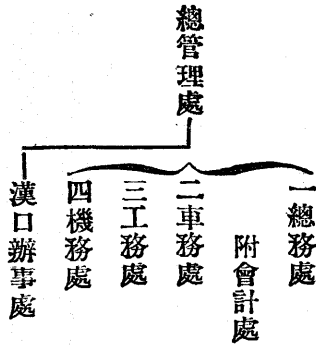 總管理處
一總務處
附會計處
二車務處
三工務處
四機務處
漢口辦事處